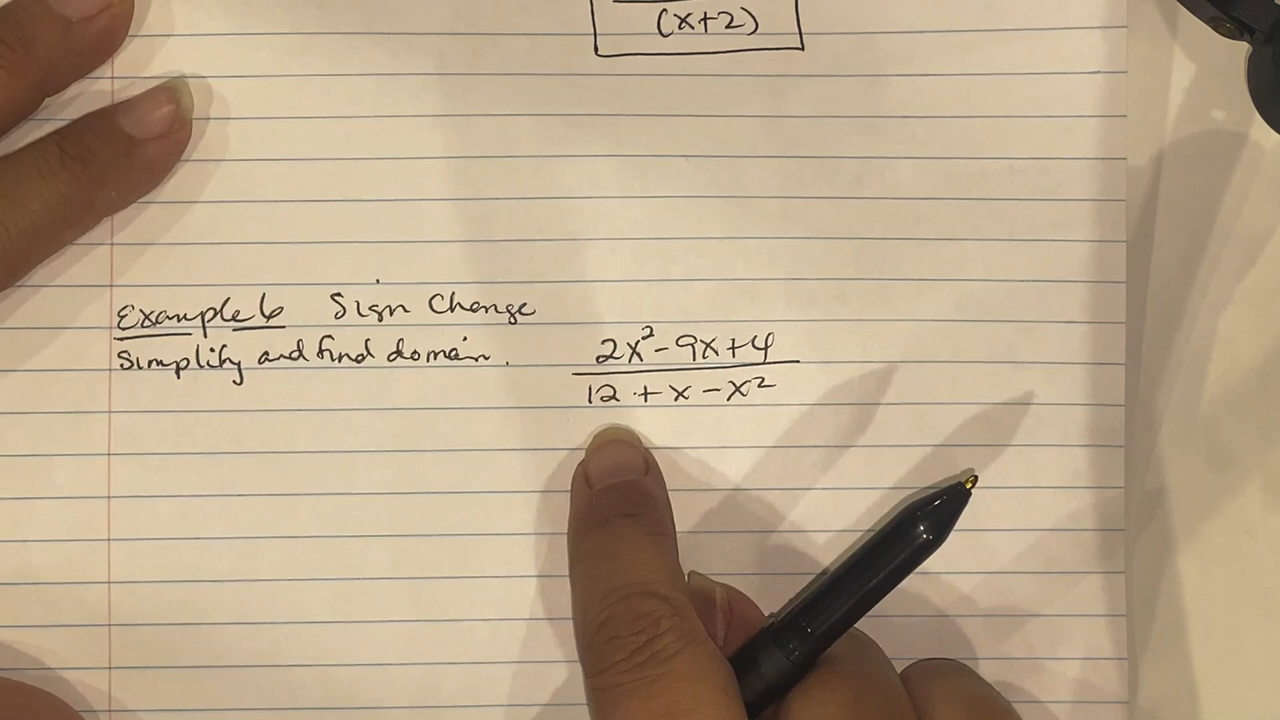 (x+2)
Example 6 Sign Change
Simplify and find domain.
2x²-9x+4
12+x-x²